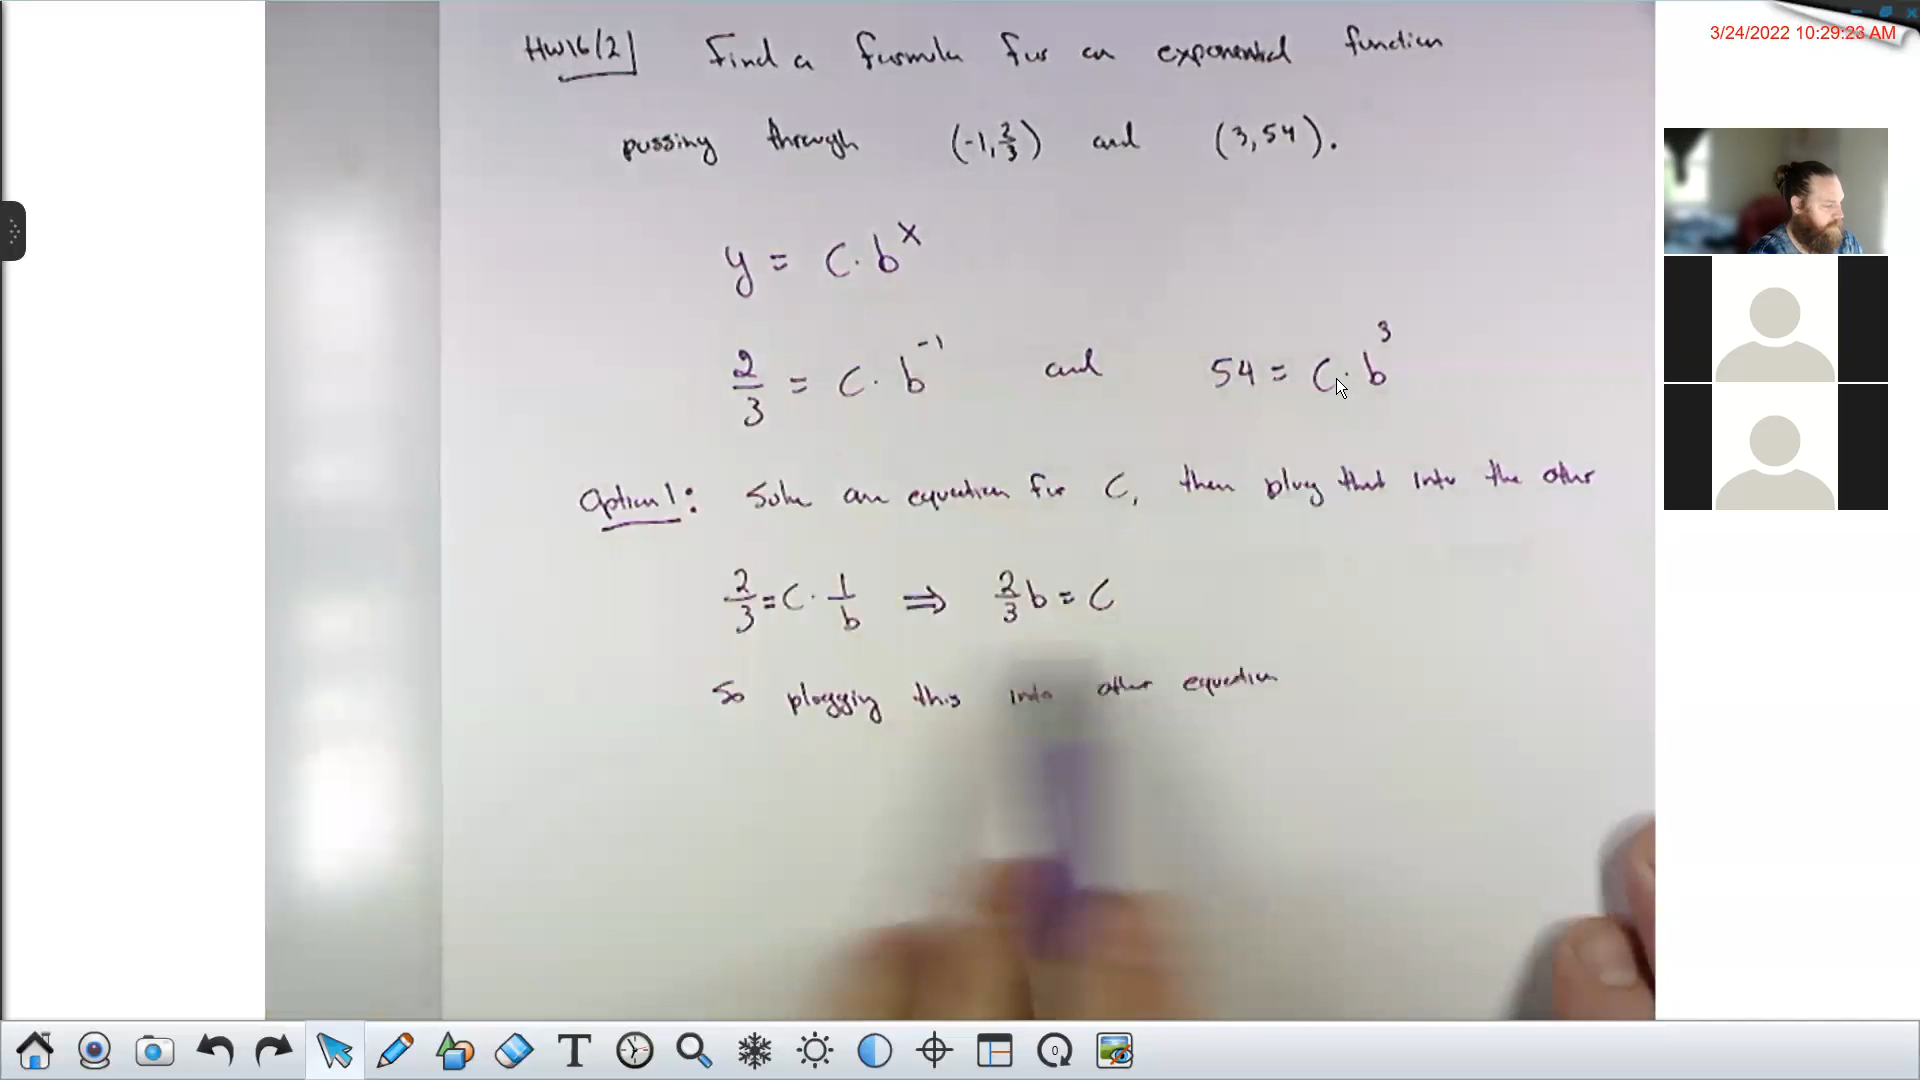 3/24/2022 10:29:23 AM
HW16/2] Find a formula for an exponential function
passing through (-1, 2/3) and (3, 54).
y = C · b^x
2/3 = C · b^-1 and 54 = C · b^3
Option 1: Solve an equation for C, then plug that into the other
2/3 = C · 1/b ⟹ 2/3 b = C
So plugging this into other equation
T
0